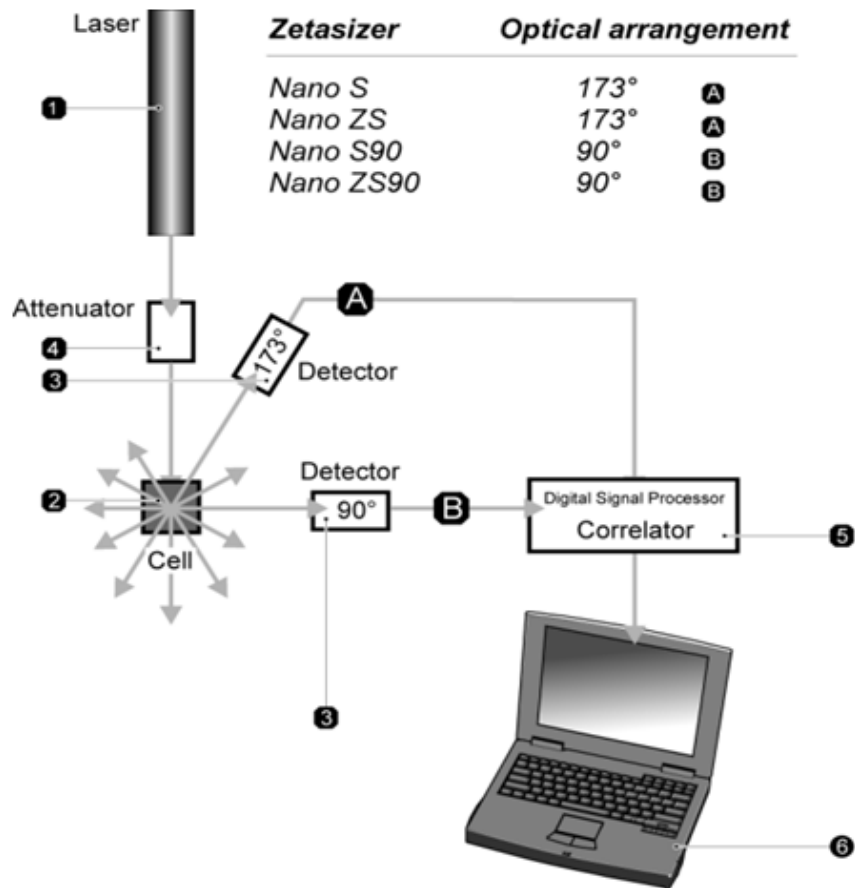 Laser
Zetasizer Optical arrangement
Nano S 173° A
Nano ZS 173° A
Nano S90 90° B
Nano ZS90 90° B
1
Attenuator
4
A
173°
3
Detector
Detector
2
90°
B
Digital Signal Processor
Correlator
5
Cell
3
6